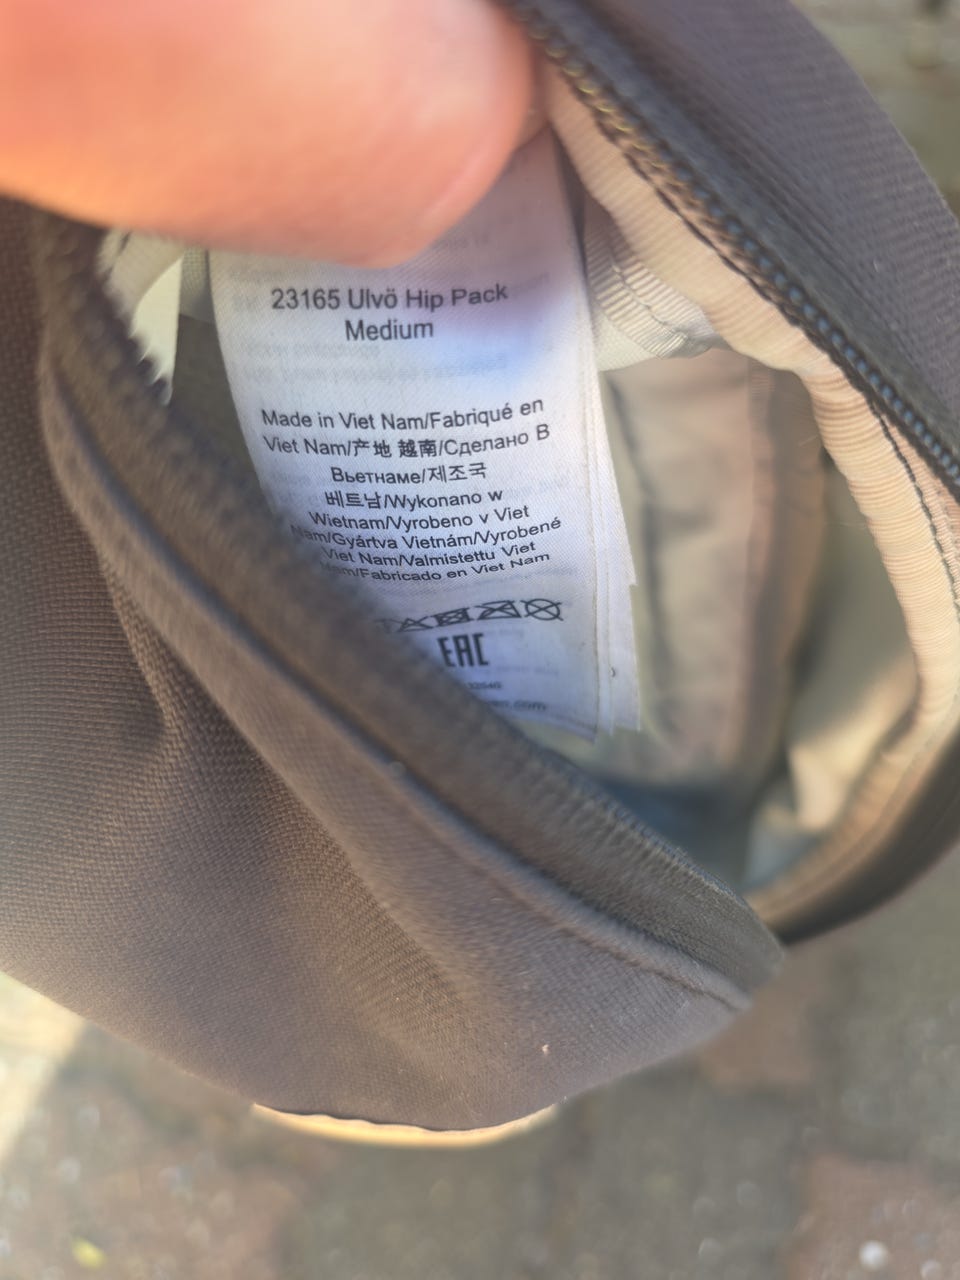 23165 Ulvö Hip Pack
Medium
Made in Viet Nam/Fabriqué en
Viet Nam/产地 越南/Сделано В
Вьетнаме/제조국
베트남/Wykonano w
Wietnam/Vyrobeno v Viet
Nam/Gyártva Vietnám/Vyrobené
Viet Nam/Valmistettu Viet
Nam/Fabricado en Viet Nam
EAC
.com